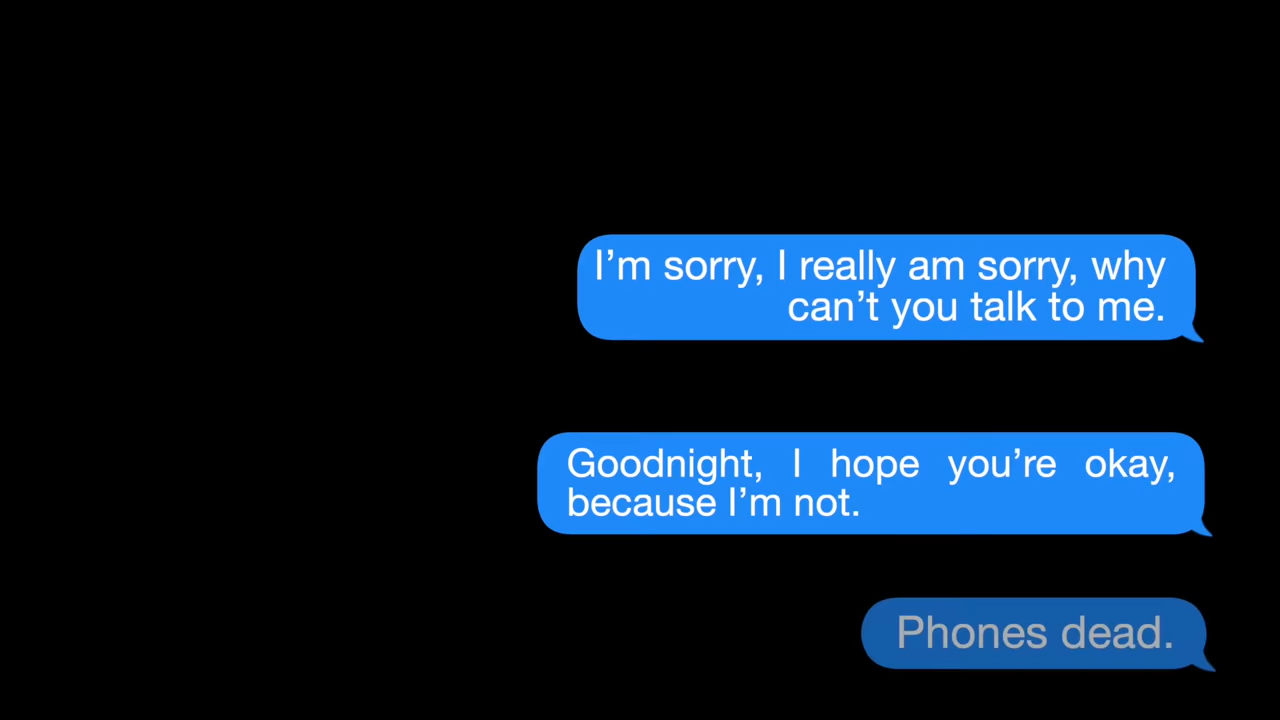 I’m sorry, I really am sorry, why
can’t you talk to me.
Goodnight, I hope you’re okay,
because I’m not.
Phones dead.